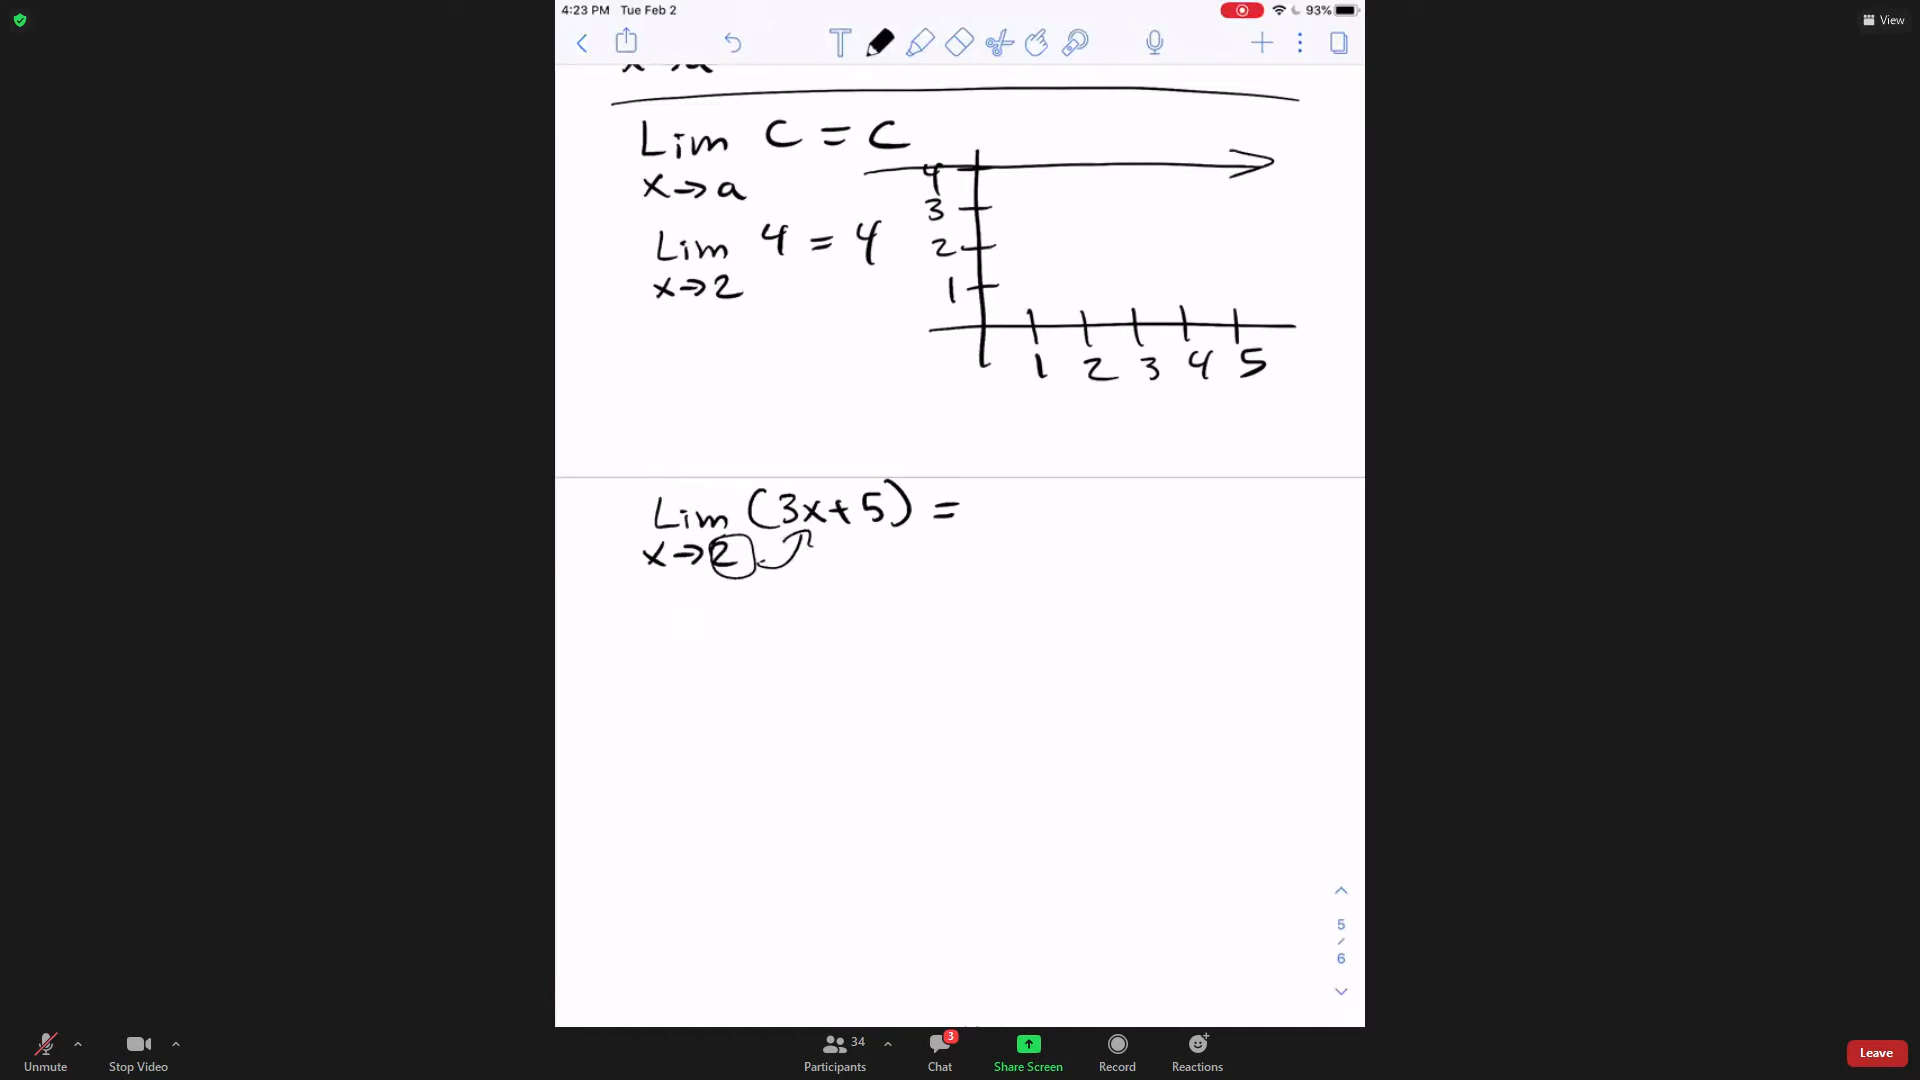 View
4:23 PM Tue Feb 2
93%
x→a
Lim C = C
x→a
Lim 4 = 4
x→2
4
3
2
1
1 2 3 4 5
Lim (3x+5) =
x→2
5
/
6
Unmute
Stop Video
34
Participants
3
Chat
Share Screen
Record
Reactions
Leave